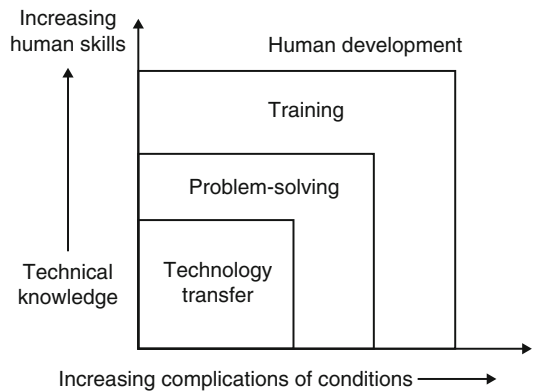 Increasing
human skills
Human development
Training
Problem-solving
Technology
transfer
Technical
knowledge
Increasing complications of conditions